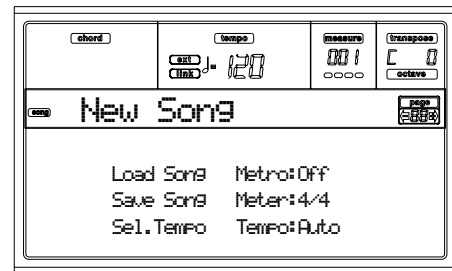 chord tempo measure transpose
ext ♩= 120 001 C 0
link octave
song New Song page
Load Song Metro:Off
Save Song Meter:4/4
Sel.Tempo Tempo:Auto